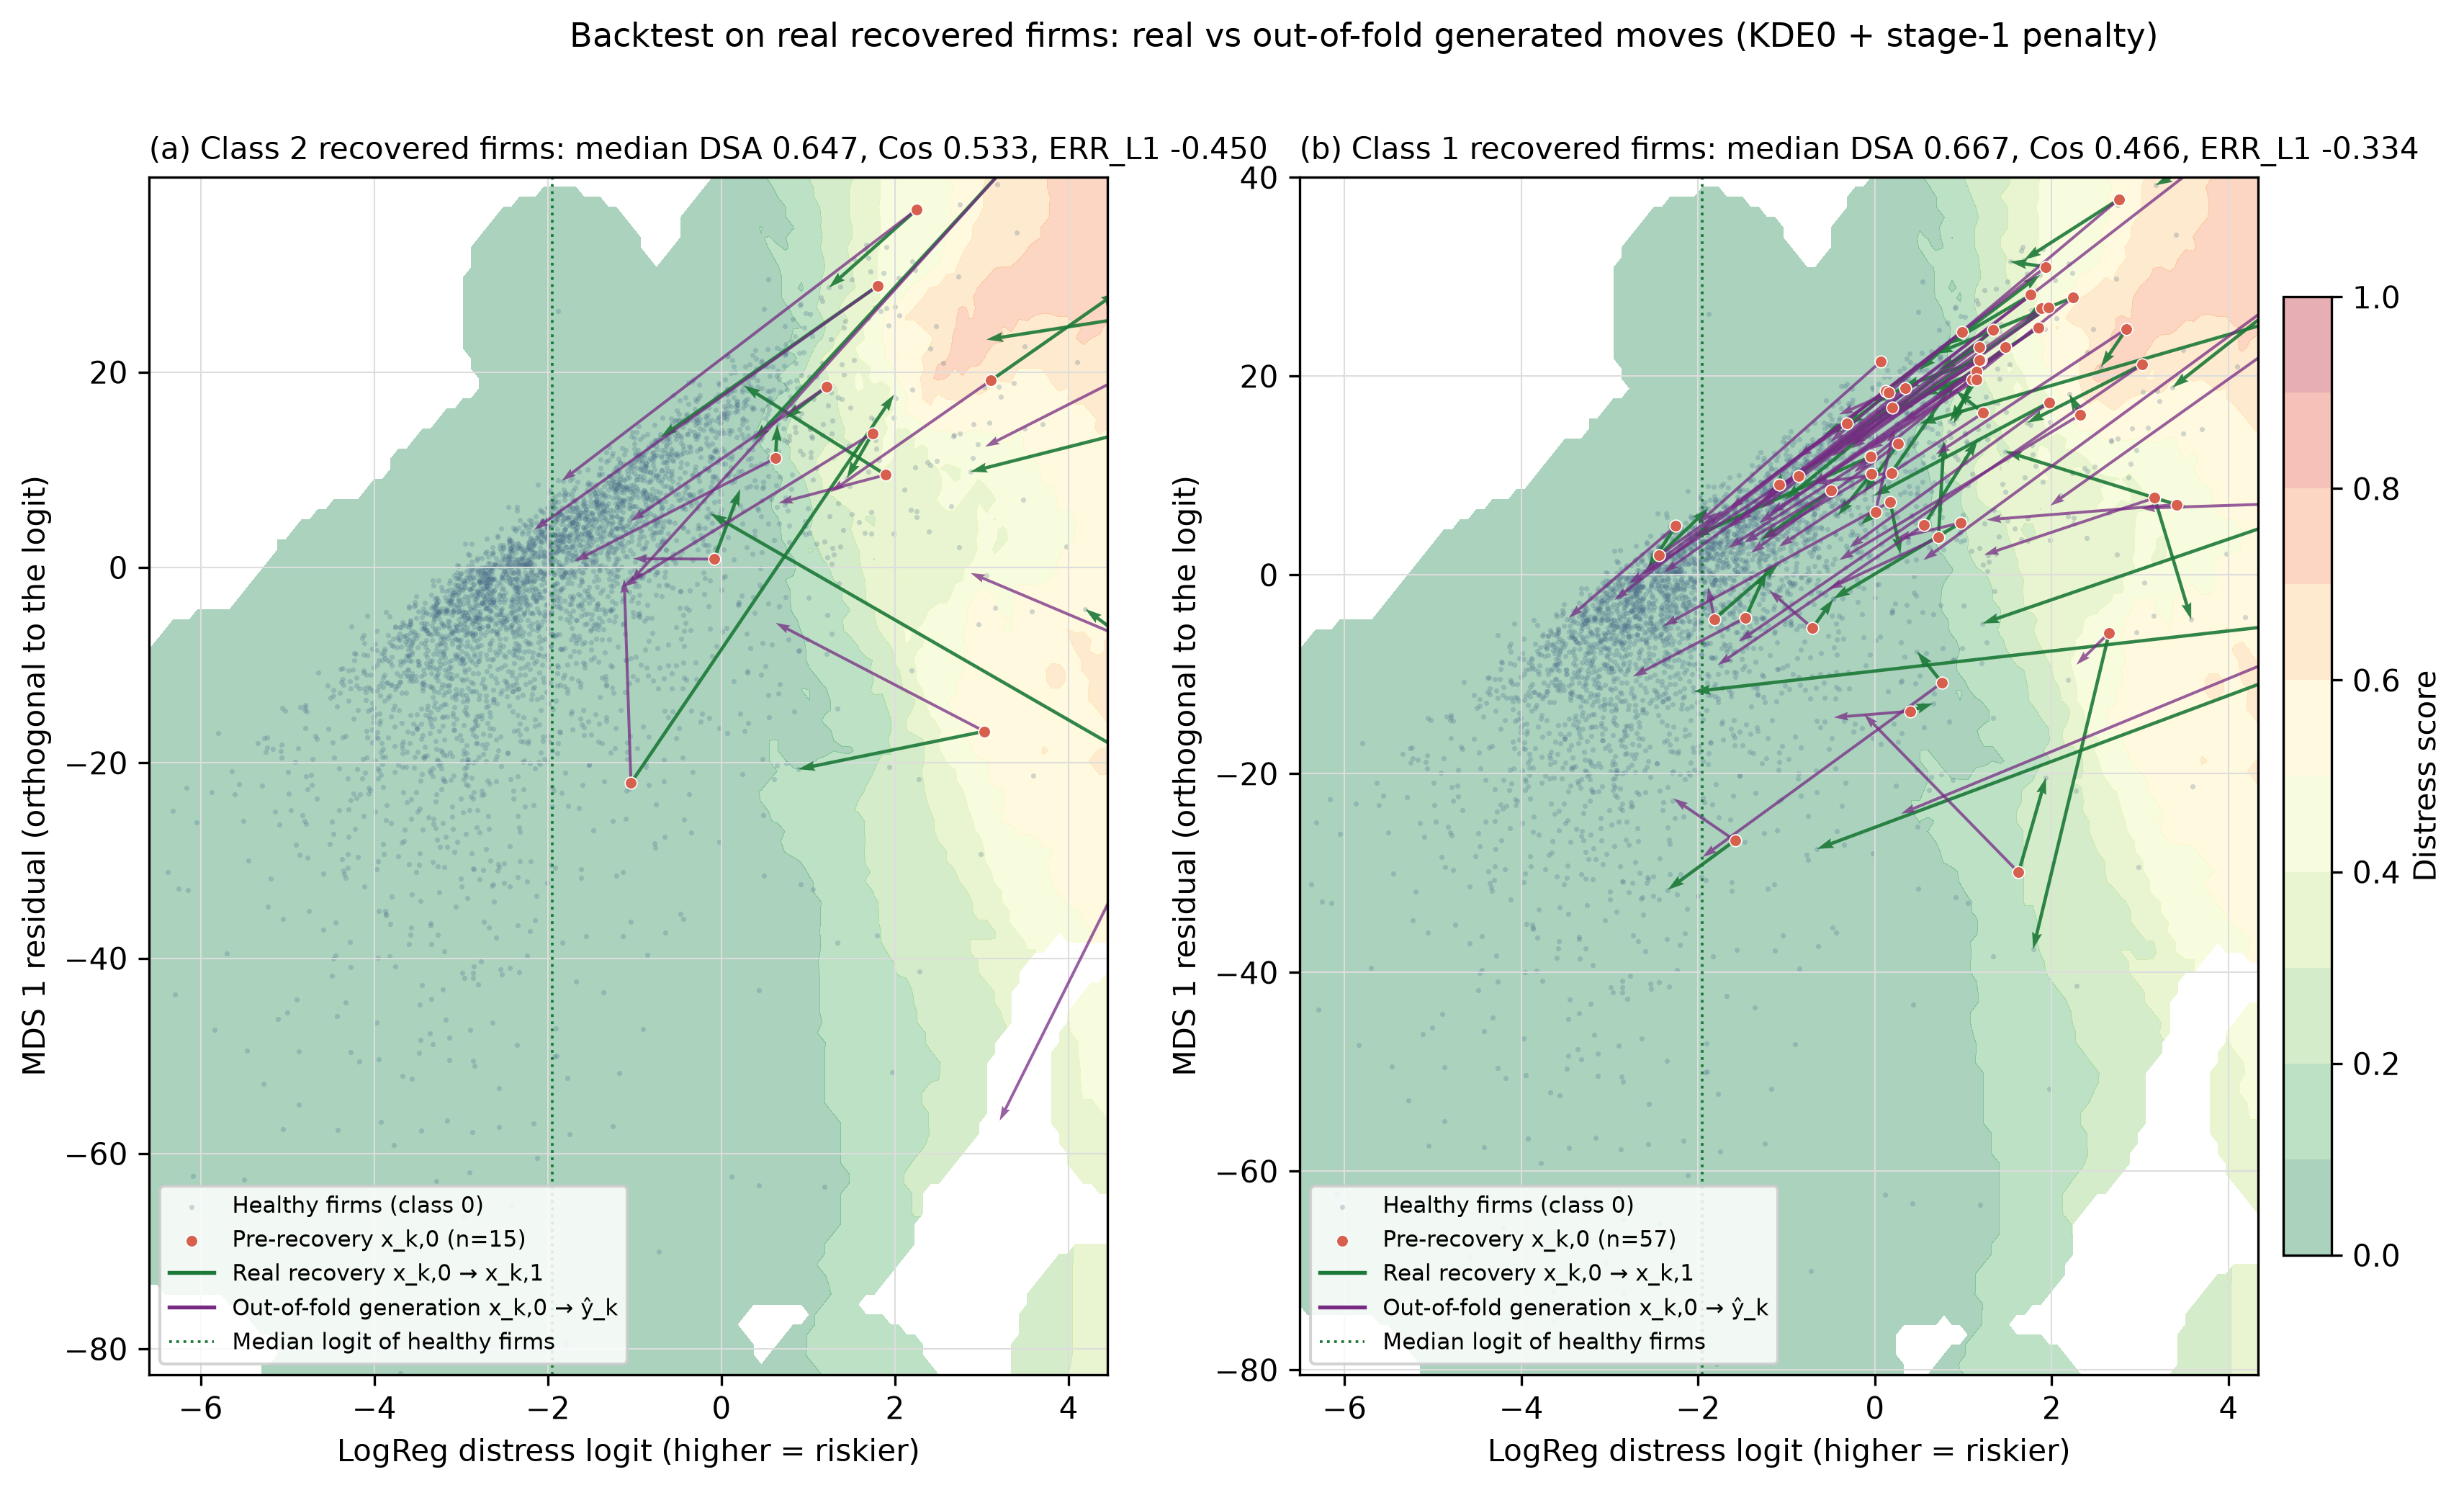 Backtest on real recovered firms: real vs out-of-fold generated moves (KDE0 + stage-1 penalty)
(a) Class 2 recovered firms: median DSA 0.647, Cos 0.533, ERR_L1 -0.450
(b) Class 1 recovered firms: median DSA 0.667, Cos 0.466, ERR_L1 -0.334
MDS 1 residual (orthogonal to the logit)
20
0
−20
−40
−60
−80
Healthy firms (class 0)
Pre-recovery x_k,0 (n=15)
Real recovery x_k,0 → x_k,1
Out-of-fold generation x_k,0 → ŷ_k
Median logit of healthy firms
−6
−4
−2
0
2
4
LogReg distress logit (higher = riskier)
MDS 1 residual (orthogonal to the logit)
40
20
0
−20
−40
−60
−80
Healthy firms (class 0)
Pre-recovery x_k,0 (n=57)
Real recovery x_k,0 → x_k,1
Out-of-fold generation x_k,0 → ŷ_k
Median logit of healthy firms
−6
−4
−2
0
2
4
LogReg distress logit (higher = riskier)
1.0
0.8
0.6
0.4
0.2
0.0
Distress score